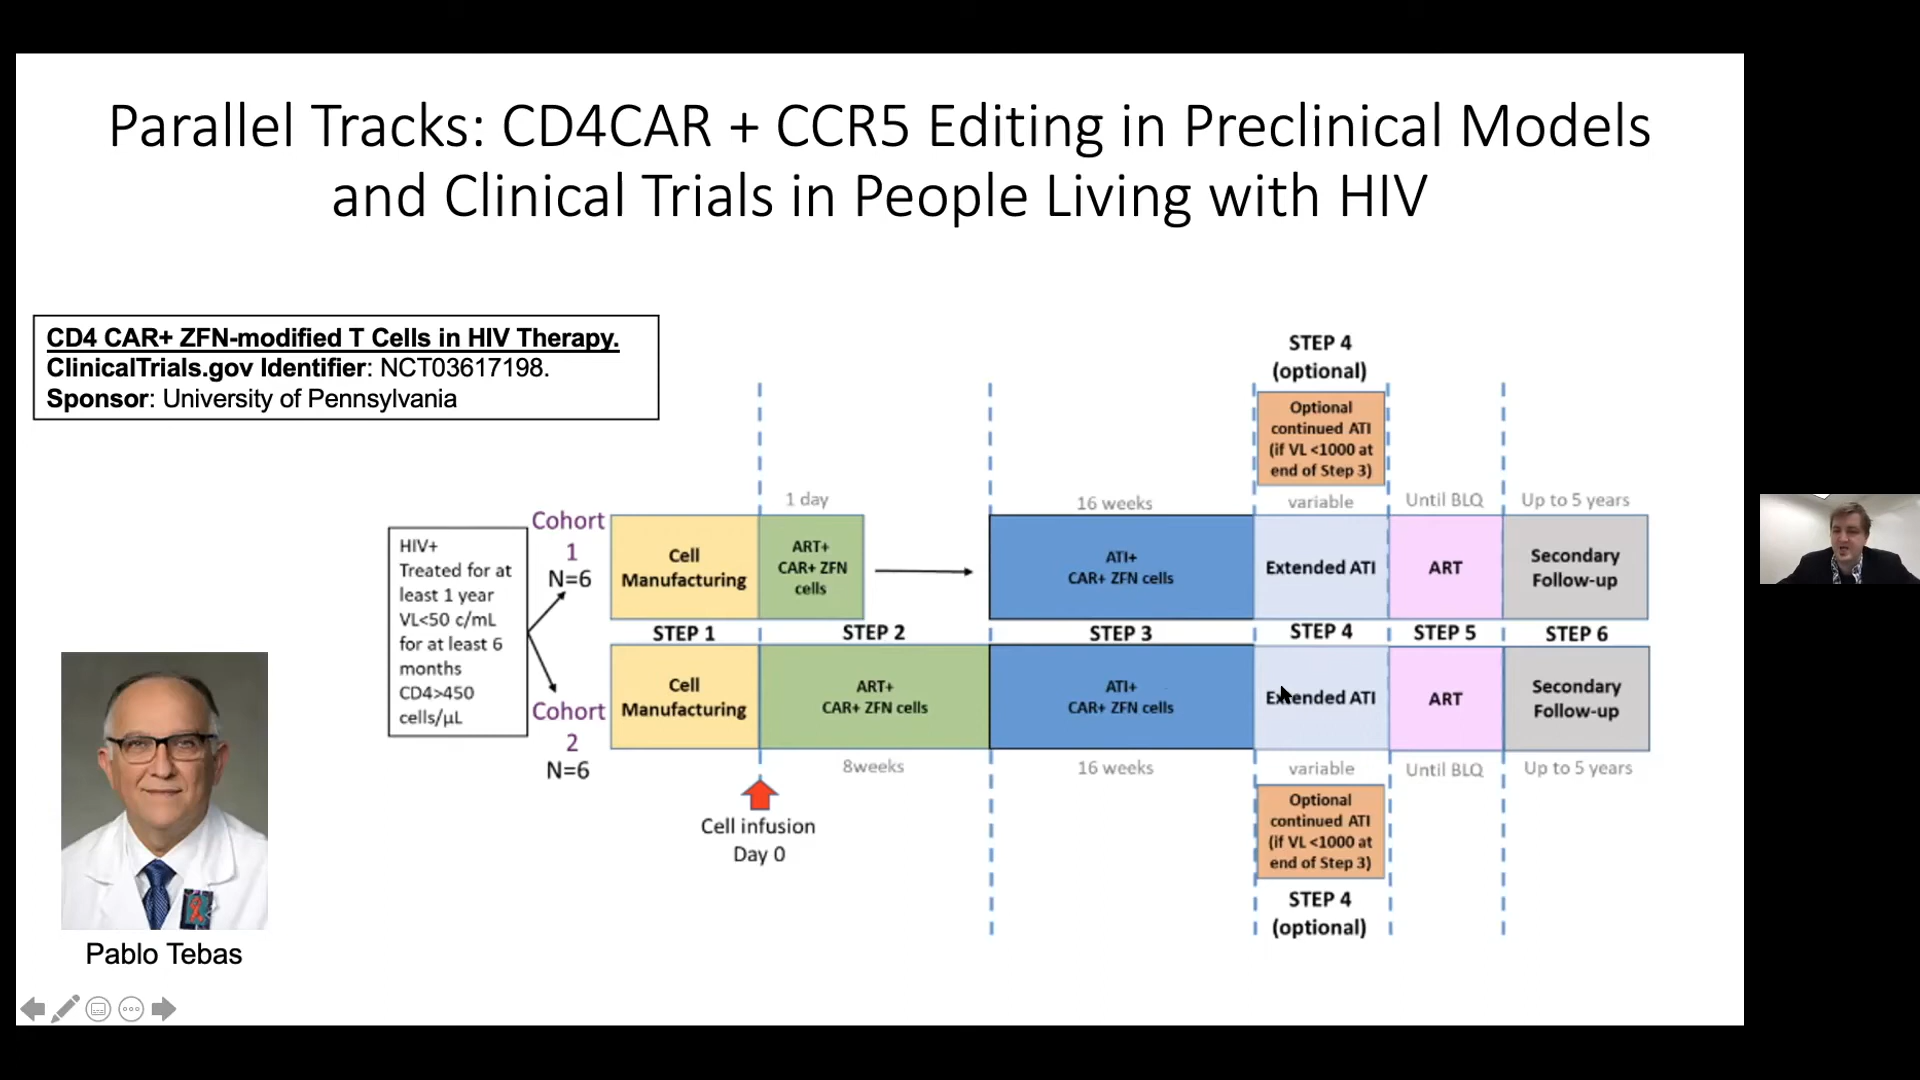 Parallel Tracks: CD4CAR + CCR5 Editing in Preclinical Models
and Clinical Trials in People Living with HIV
CD4 CAR+ ZFN-modified T Cells in HIV Therapy.
ClinicalTrials.gov Identifier: NCT03617198.
Sponsor: University of Pennsylvania
STEP 4
(optional)
Optional
continued ATI
(if VL <1000 at
end of Step 3)
1 day
16 weeks
variable
Until BLQ
Up to 5 years
HIV+
Treated for at
least 1 year
VL<50 c/mL
for at least 6
months
CD4>450
cells/µL
Cohort
1
N=6
Cell
Manufacturing
ART+
CAR+ ZFN
cells
ATI+
CAR+ ZFN cells
Extended ATI
ART
Secondary
Follow-up
STEP 1
STEP 2
STEP 3
STEP 4
STEP 5
STEP 6
Cohort
2
N=6
Cell
Manufacturing
ART+
CAR+ ZFN cells
ATI+
CAR+ ZFN cells
Extended ATI
ART
Secondary
Follow-up
8weeks
16 weeks
variable
Until BLQ
Up to 5 years
Cell infusion
Day 0
Optional
continued ATI
(if VL <1000 at
end of Step 3)
STEP 4
(optional)
Pablo Tebas